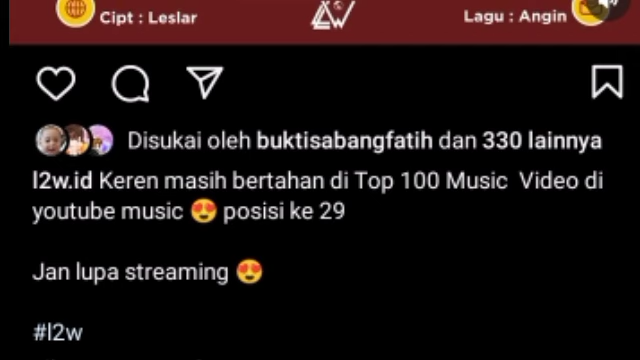 Cipt : Leslar
L2W
Lagu : Angin
Disukai oleh buktisabangfatih dan 330 lainnya
l2w.id Keren masih bertahan di Top 100 Music Video di
youtube music 😍 posisi ke 29
Jan lupa streaming 😍
#l2w